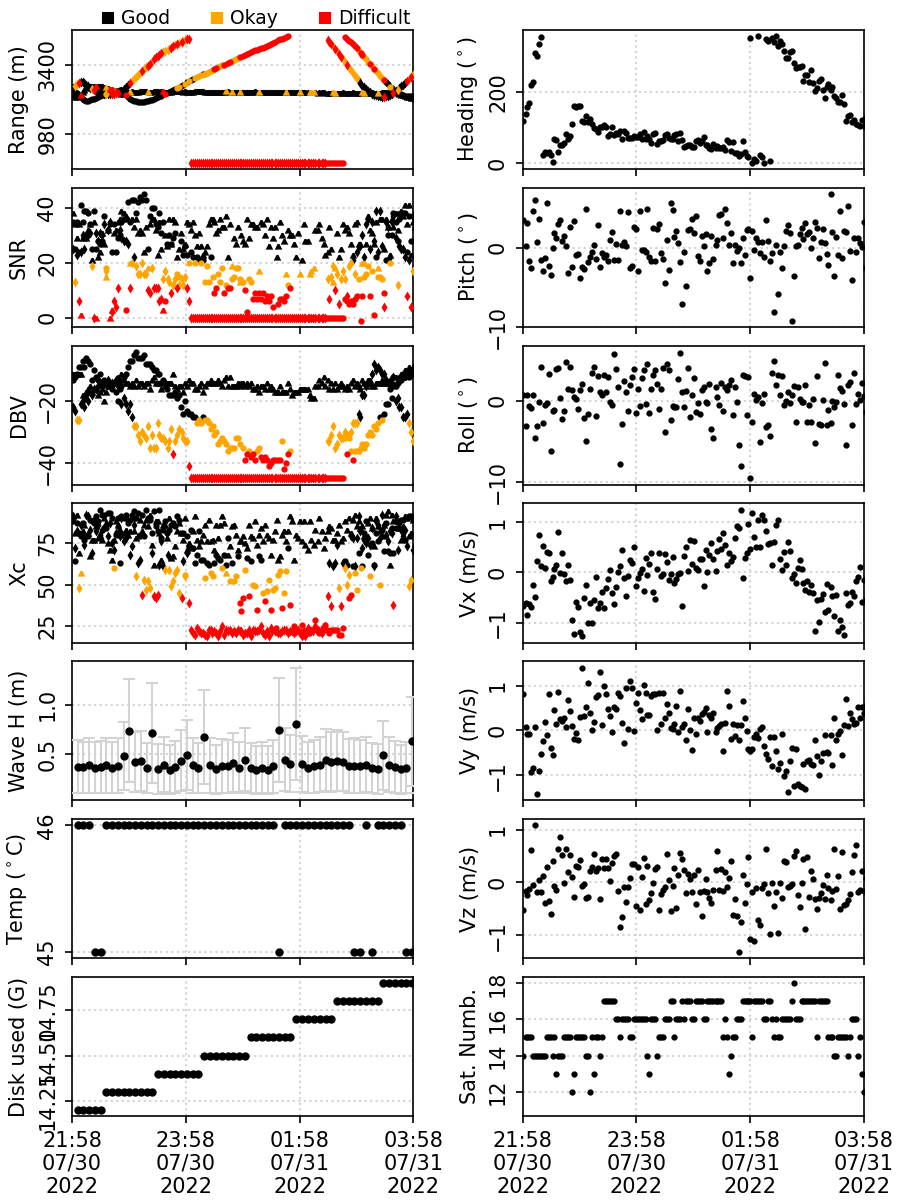 Good Okay Difficult
Range (m)
3400
980
Heading (°)
200
0
SNR
40
20
0
Pitch (°)
0
−10
DBV
−20
−40
Roll (°)
0
−10
Xc
75
50
25
Vx (m/s)
1
0
−1
Wave H (m)
1.0
0.5
Vy (m/s)
1
0
−1
Temp (°C)
46
45
Vz (m/s)
1
0
−1
Disk used (G)
14.75
14.50
14.25
Sat. Numb.
18
16
14
12
21:58 23:58 01:58 03:58
07/30 07/30 07/31 07/31
2022 2022 2022 2022
21:58 23:58 01:58 03:58
07/30 07/30 07/31 07/31
2022 2022 2022 2022